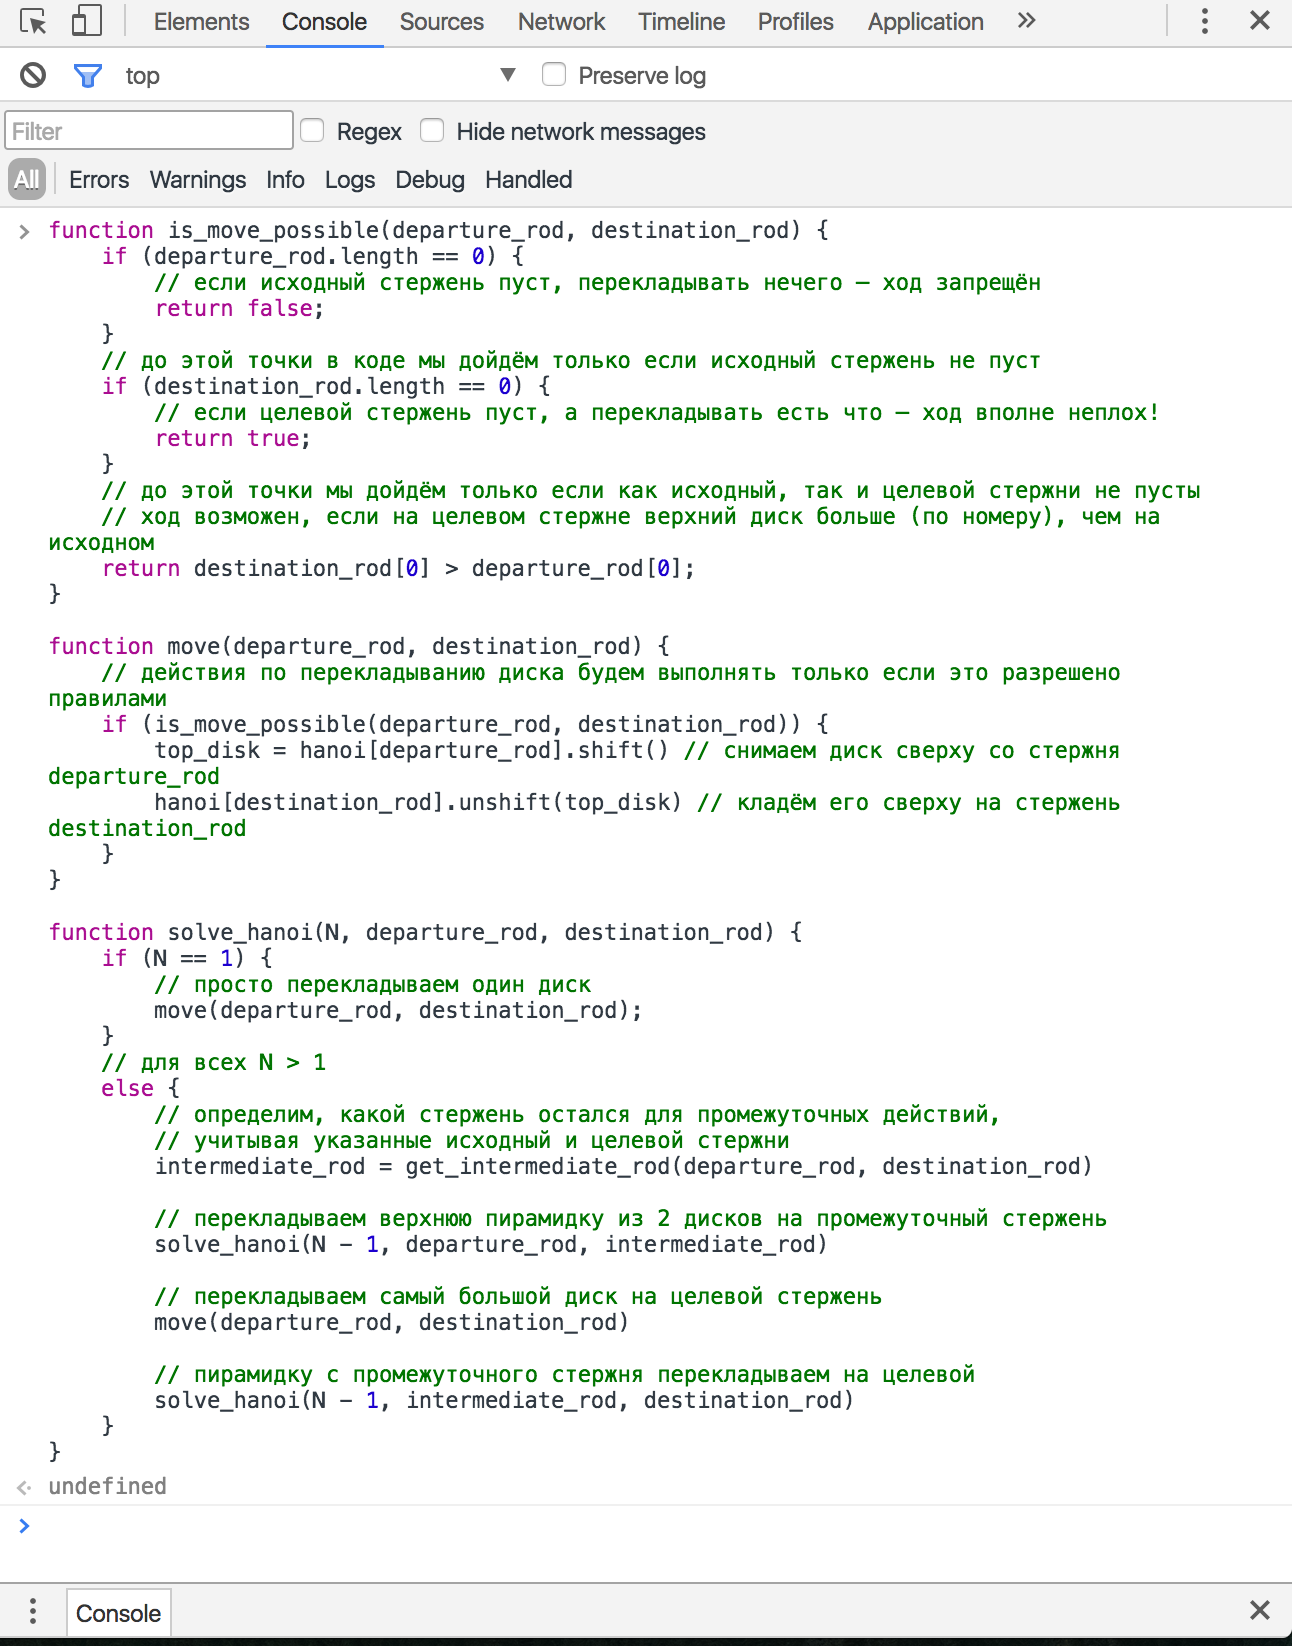 Elements Console Sources Network Timeline Profiles Application »
top ▼ Preserve log
Filter Regex Hide network messages
All Errors Warnings Info Logs Debug Handled
> function is_move_possible(departure_rod, destination_rod) {
    if (departure_rod.length == 0) {
        // если исходный стержень пуст, перекладывать нечего — ход запрещён
        return false;
    }
    // до этой точки в коде мы дойдём только если исходный стержень не пуст
    if (destination_rod.length == 0) {
        // если целевой стержень пуст, а перекладывать есть что — ход вполне неплох!
        return true;
    }
    // до этой точки мы дойдём только если как исходный, так и целевой стержни не пусты
    // ход возможен, если на целевом стержне верхний диск больше (по номеру), чем на
исходном
    return destination_rod[0] > departure_rod[0];
}
function move(departure_rod, destination_rod) {
    // действия по перекладыванию диска будем выполнять только если это разрешено
правилами
    if (is_move_possible(departure_rod, destination_rod)) {
        top_disk = hanoi[departure_rod].shift() // снимаем диск сверху со стержня
departure_rod
        hanoi[destination_rod].unshift(top_disk) // кладём его сверху на стержень
destination_rod
    }
}
function solve_hanoi(N, departure_rod, destination_rod) {
    if (N == 1) {
        // просто перекладываем один диск
        move(departure_rod, destination_rod);
    }
    // для всех N > 1
    else {
        // определим, какой стержень остался для промежуточных действий,
        // учитывая указанные исходный и целевой стержни
        intermediate_rod = get_intermediate_rod(departure_rod, destination_rod)
        // перекладываем верхнюю пирамидку из 2 дисков на промежуточный стержень
        solve_hanoi(N - 1, departure_rod, intermediate_rod)
        // перекладываем самый большой диск на целевой стержень
        move(departure_rod, destination_rod)
        // пирамидку с промежуточного стержня перекладываем на целевой
        solve_hanoi(N - 1, intermediate_rod, destination_rod)
    }
}
undefined
>
Console